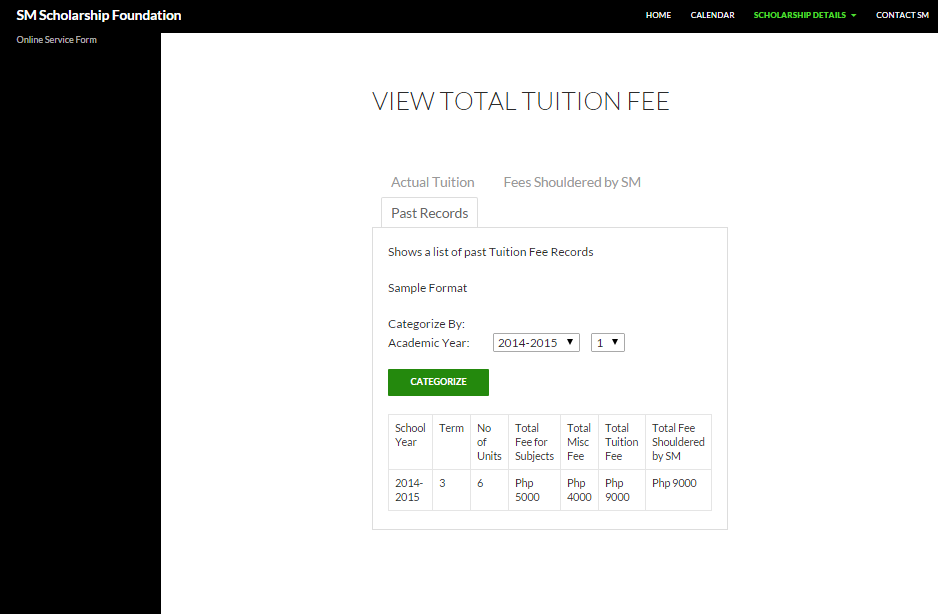 SM Scholarship Foundation
HOME CALENDAR SCHOLARSHIP DETAILS CONTACT SM
Online Service Form
VIEW TOTAL TUITION FEE
Actual Tuition Fees Shouldered by SM
Past Records
Shows a list of past Tuition Fee Records
Sample Format
Categorize By:
Academic Year: 2014-2015 1
CATEGORIZE
School Term No Total Total Total Total Fee
Year of Fee for Misc Tuition Shouldered
Units Subjects Fee Fee by SM
2014- 3 6 Php Php Php Php 9000
2015 5000 4000 9000